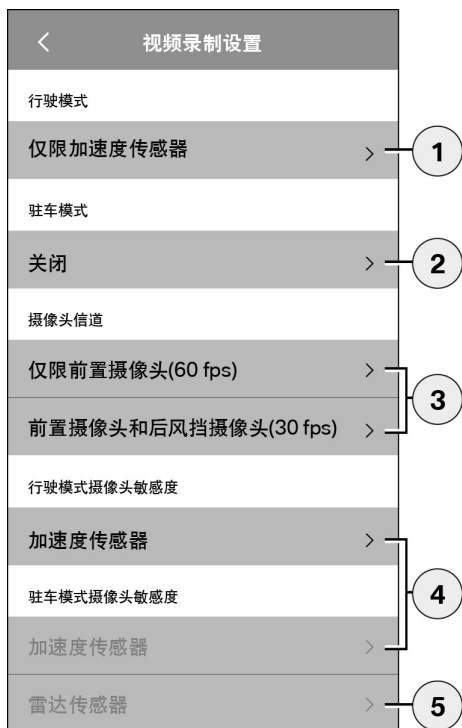 视频录制设置
行驶模式
仅限加速度传感器
1
驻车模式
关闭
2
摄像头信道
仅限前置摄像头(60 fps)
前置摄像头和后风挡摄像头(30 fps)
3
行驶模式摄像头敏感度
加速度传感器
驻车模式摄像头敏感度
4
加速度传感器
雷达传感器
5